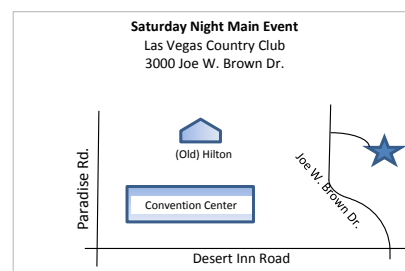 Saturday Night Main Event
Las Vegas Country Club
3000 Joe W. Brown Dr.
(Old) Hilton
Paradise Rd.
Joe W. Brown Dr.
Convention Center
Desert Inn Road